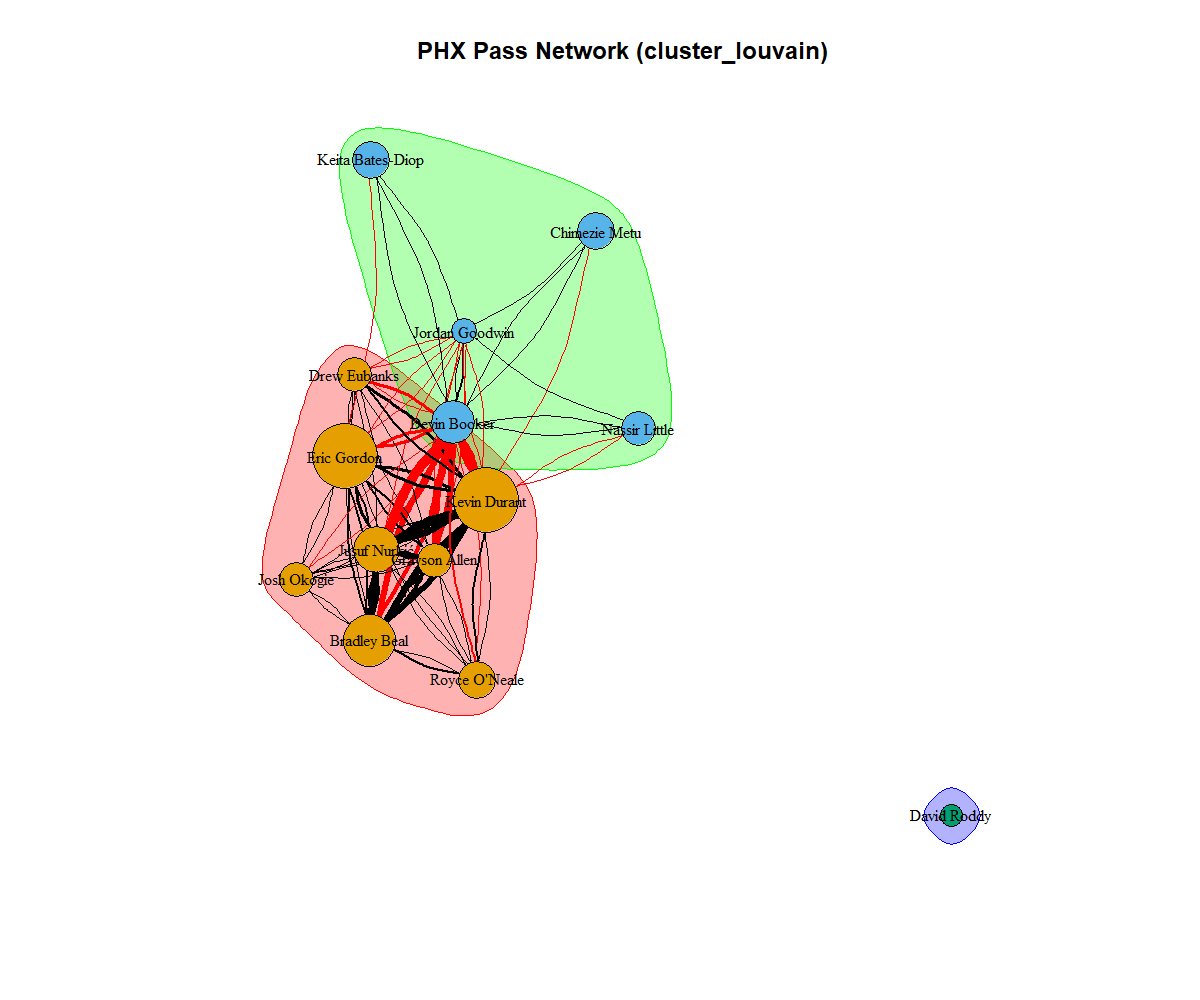 PHX Pass Network (cluster_louvain)
Keita Bates-Diop
Chimezie Metu
Jordan Goodwin
Drew Eubanks
Devin Booker
Nassir Little
Eric Gordon
Kevin Durant
Jusuf
Grayson Allen
Josh Okogie
Bradley Beal
Royce O'Neale
David Roddy